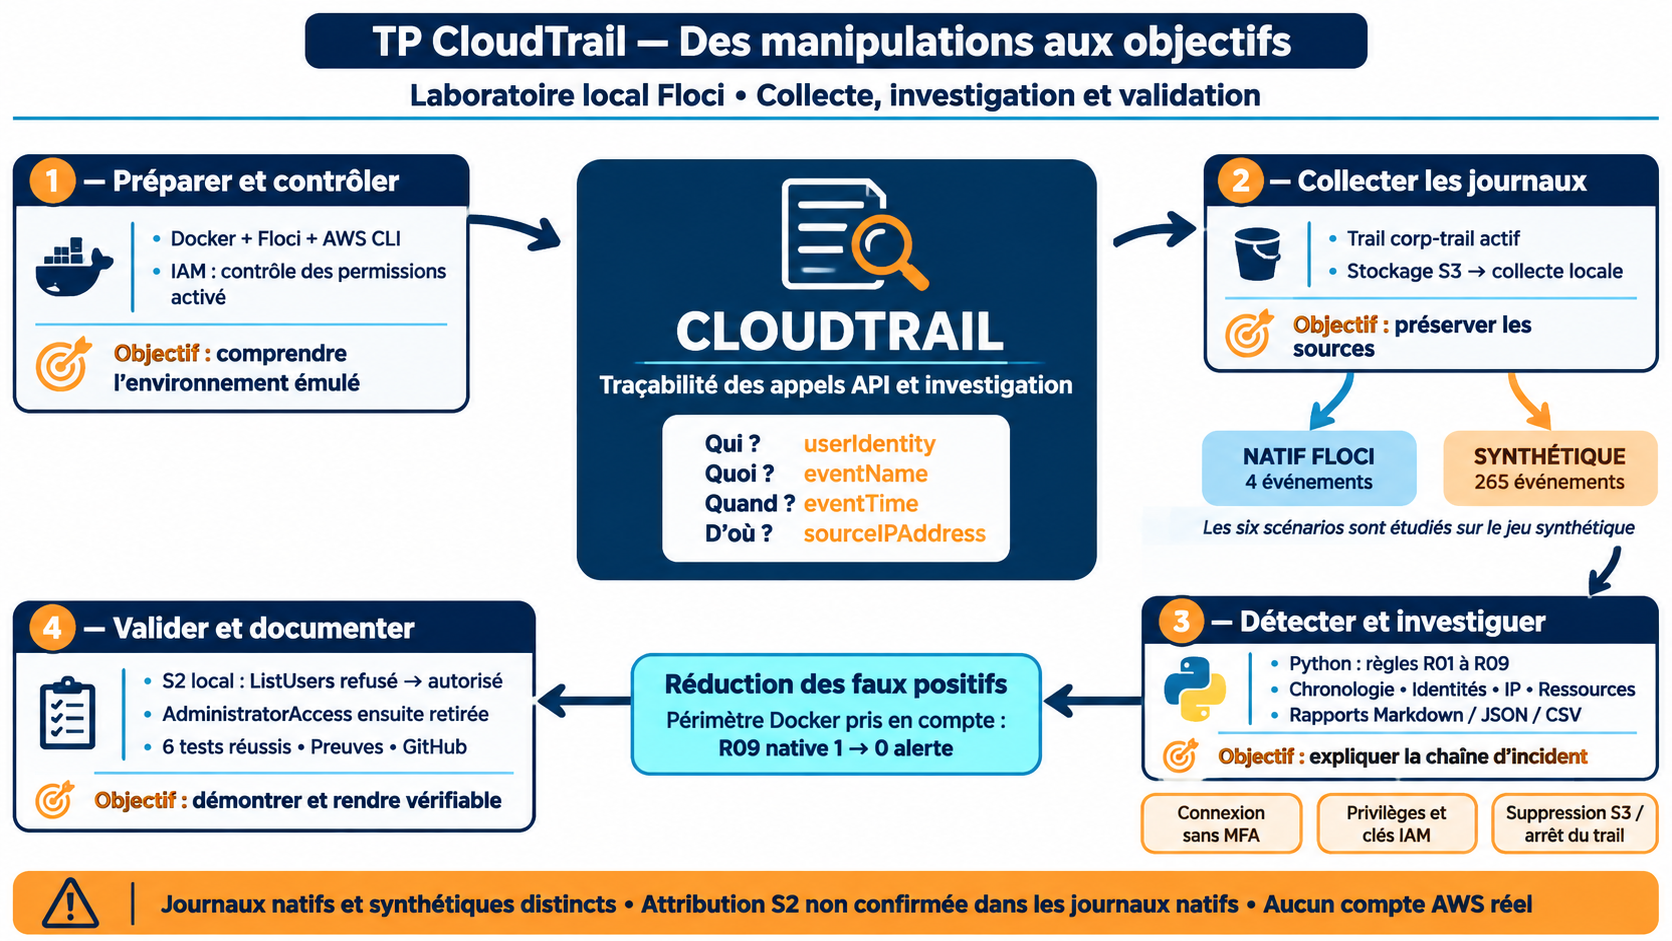 TP CloudTrail — Des manipulations aux objectifs
Laboratoire local Floci • Collecte, investigation et validation
1 — Préparer et contrôler
• Docker + Floci + AWS CLI
• IAM : contrôle des permissions
activé
Objectif : comprendre
l'environnement émulé
CLOUDTRAIL
Traçabilité des appels API et investigation
Qui ? userIdentity
Quoi ? eventName
Quand ? eventTime
D'où ? sourceIPAddress
2 — Collecter les journaux
• Trail corp-trail actif
• Stockage S3 → collecte locale
Objectif : préserver les
sources
NATIF FLOCI
4 événements
SYNTHÉTIQUE
265 événements
Les six scénarios sont étudiés sur le jeu synthétique
3 — Détecter et investiguer
• Python : règles R01 à R09
• Chronologie • Identités • IP • Ressources
• Rapports Markdown / JSON / CSV
Objectif : expliquer la chaîne d'incident
Connexion
sans MFA
Privilèges et
clés IAM
Suppression S3 /
arrêt du trail
Réduction des faux positifs
Périmètre Docker pris en compte :
R09 native 1 → 0 alerte
4 — Valider et documenter
• S2 local : ListUsers refusé → autorisé
• AdministratorAccess ensuite retirée
• 6 tests réussis • Preuves • GitHub
Objectif : démontrer et rendre vérifiable
Journaux natifs et synthétiques distincts • Attribution S2 non confirmée dans les journaux natifs • Aucun compte AWS réel